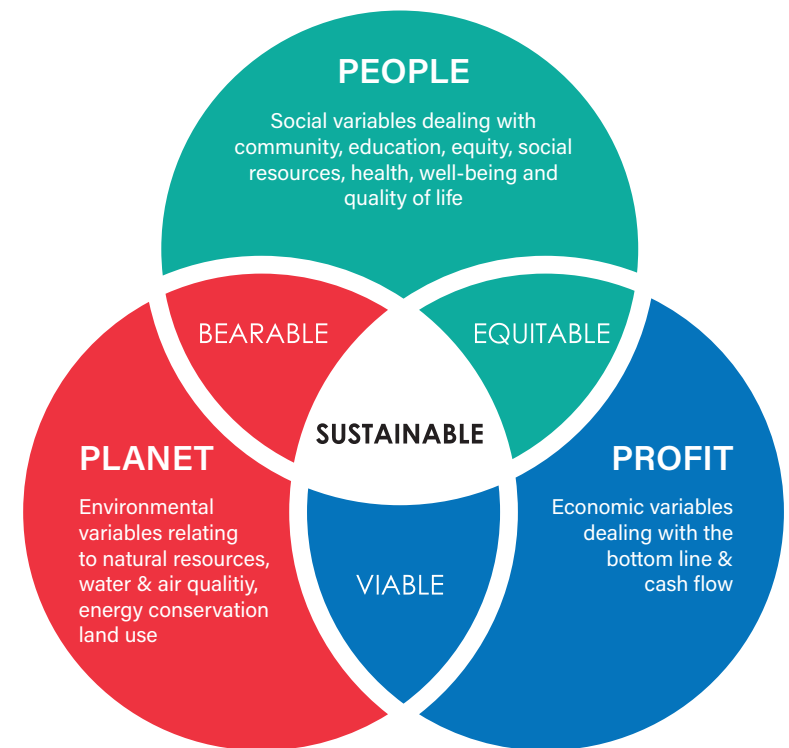 PEOPLE
Social variables dealing with
community, education, equity, social
resources, health, well-being and
quality of life
BEARABLE
EQUITABLE
SUSTAINABLE
PLANET
Environmental
variables relating
to natural resources,
water & air qualitiy,
energy conservation
land use
PROFIT
Economic variables
dealing with the
bottom line &
cash flow
VIABLE